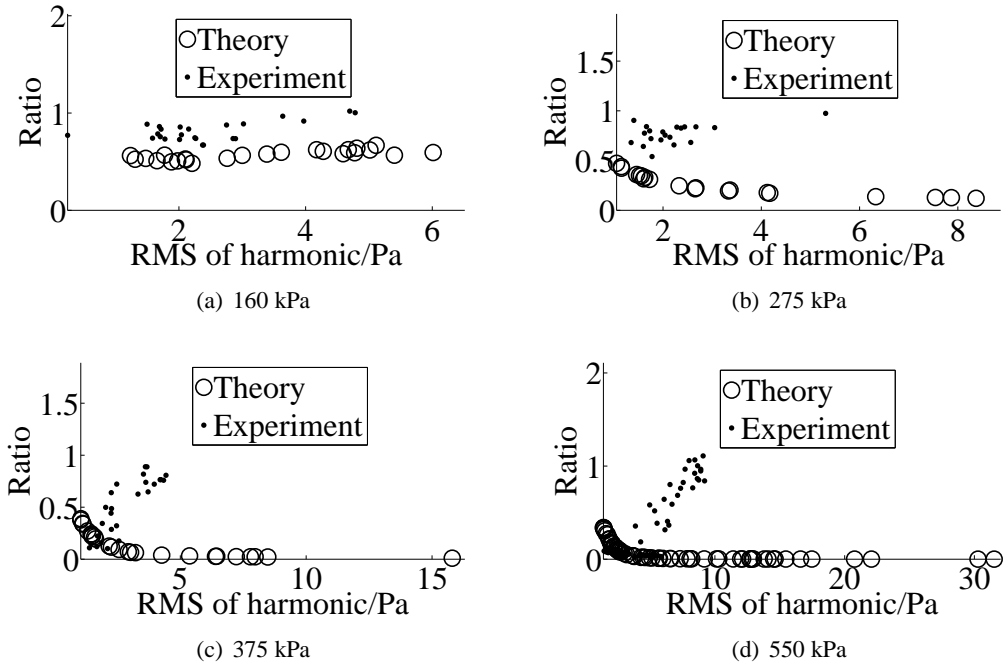 2
1
0
Ratio
Theory
Experiment
2 4 6
RMS of harmonic/Pa
(a) 160 kPa
1.5
1
0.5
0
Ratio
Theory
Experiment
2 4 6 8
RMS of harmonic/Pa
(b) 275 kPa
1.5
1
0.5
0
Ratio
Theory
Experiment
5 10 15
RMS of harmonic/Pa
(c) 375 kPa
2
1
0
Ratio
Theory
Experiment
10 20 30
RMS of harmonic/Pa
(d) 550 kPa